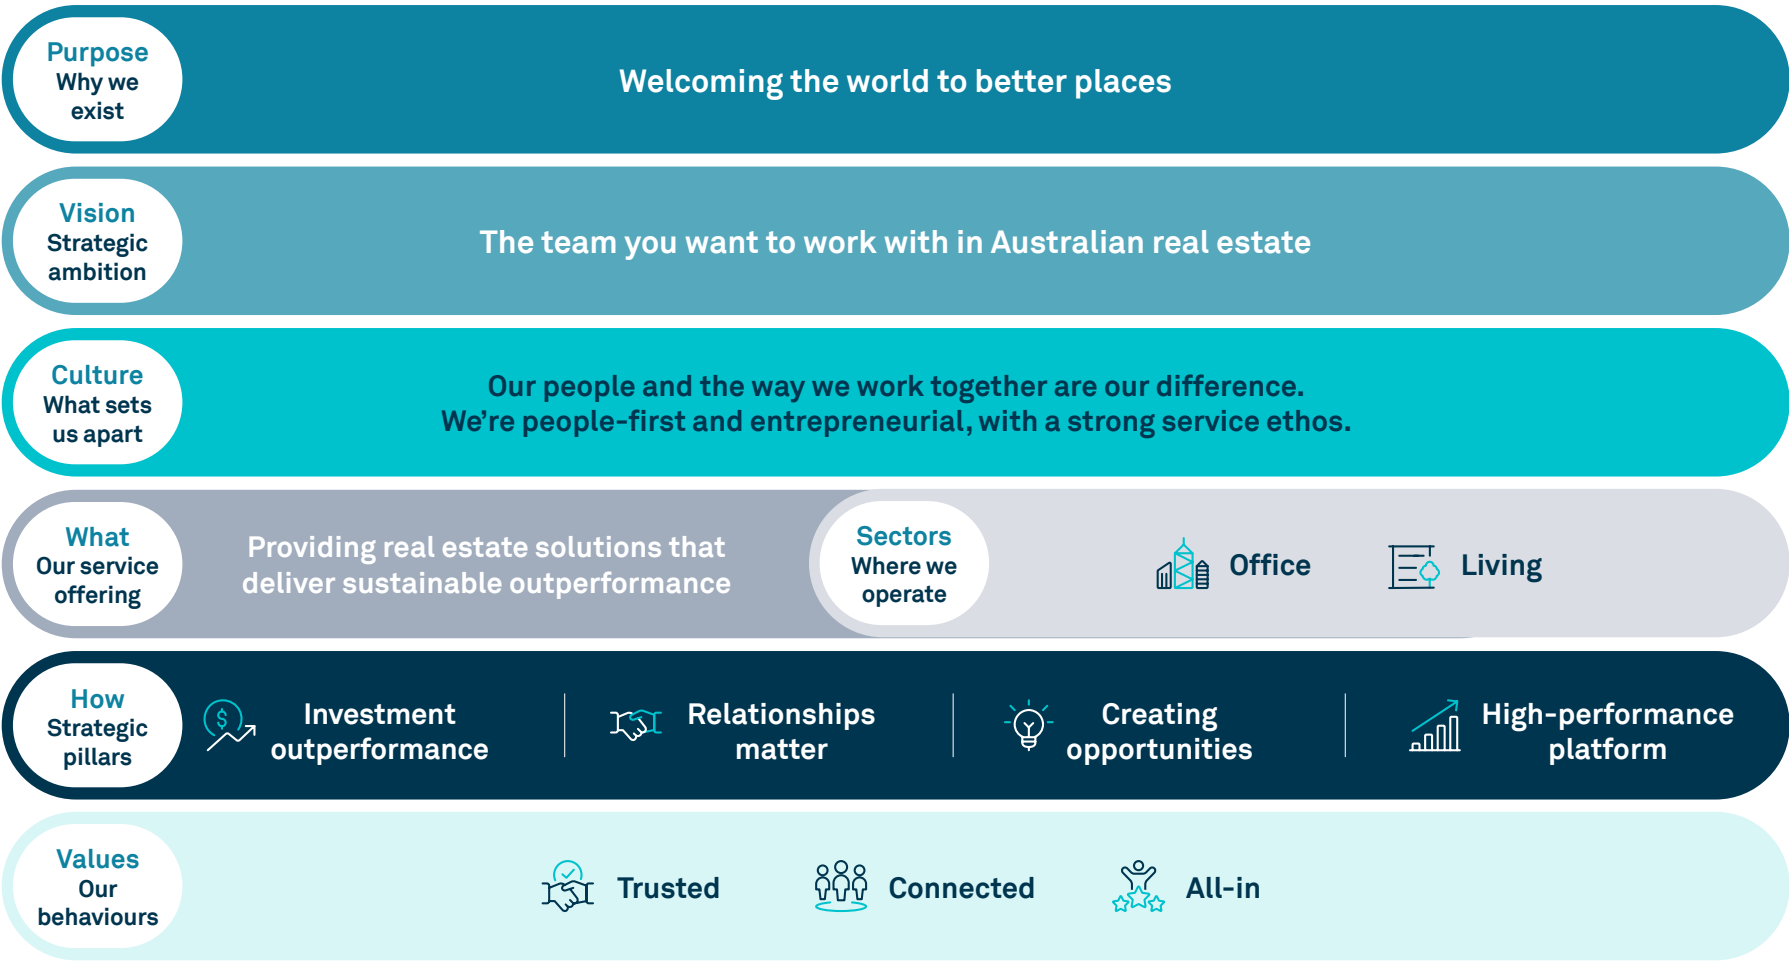 Purpose
Why we
exist
Welcoming the world to better places
Vision
Strategic
ambition
The team you want to work with in Australian real estate
Culture
What sets
us apart
Our people and the way we work together are our difference.
We’re people-first and entrepreneurial, with a strong service ethos.
What
Our service
offering
Providing real estate solutions that
deliver sustainable outperformance
Sectors
Where we
operate
Office
Living
How
Strategic
pillars
$
Investment
outperformance
Relationships
matter
Creating
opportunities
High-performance
platform
Values
Our
behaviours
Trusted
Connected
All-in